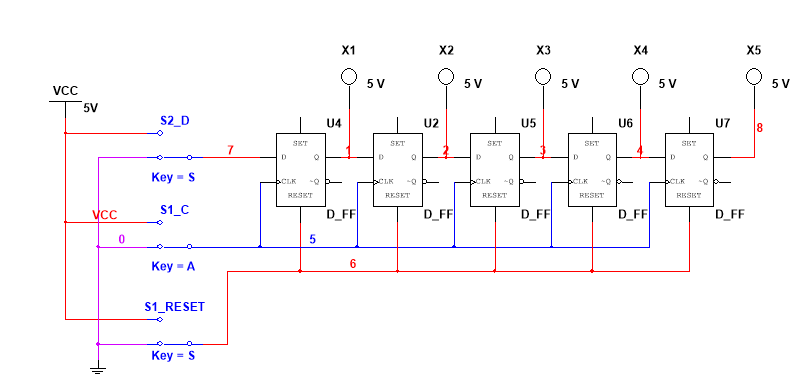 X1 X2 X3 X4 X5
5 V 5 V 5 V 5 V 5 V
VCC
5V
S2_D
U4 U2 U5 U6 U7
8
SET SET SET SET SET
7 1 2 3 4
D Q D Q D Q D Q D Q
Key = S
CLK ~Q CLK ~Q CLK ~Q CLK ~Q CLK ~Q
RESET RESET RESET RESET RESET
S1_C
VCC
D_FF D_FF D_FF D_FF D_FF
0 5
Key = A
6
S1_RESET
Key = S